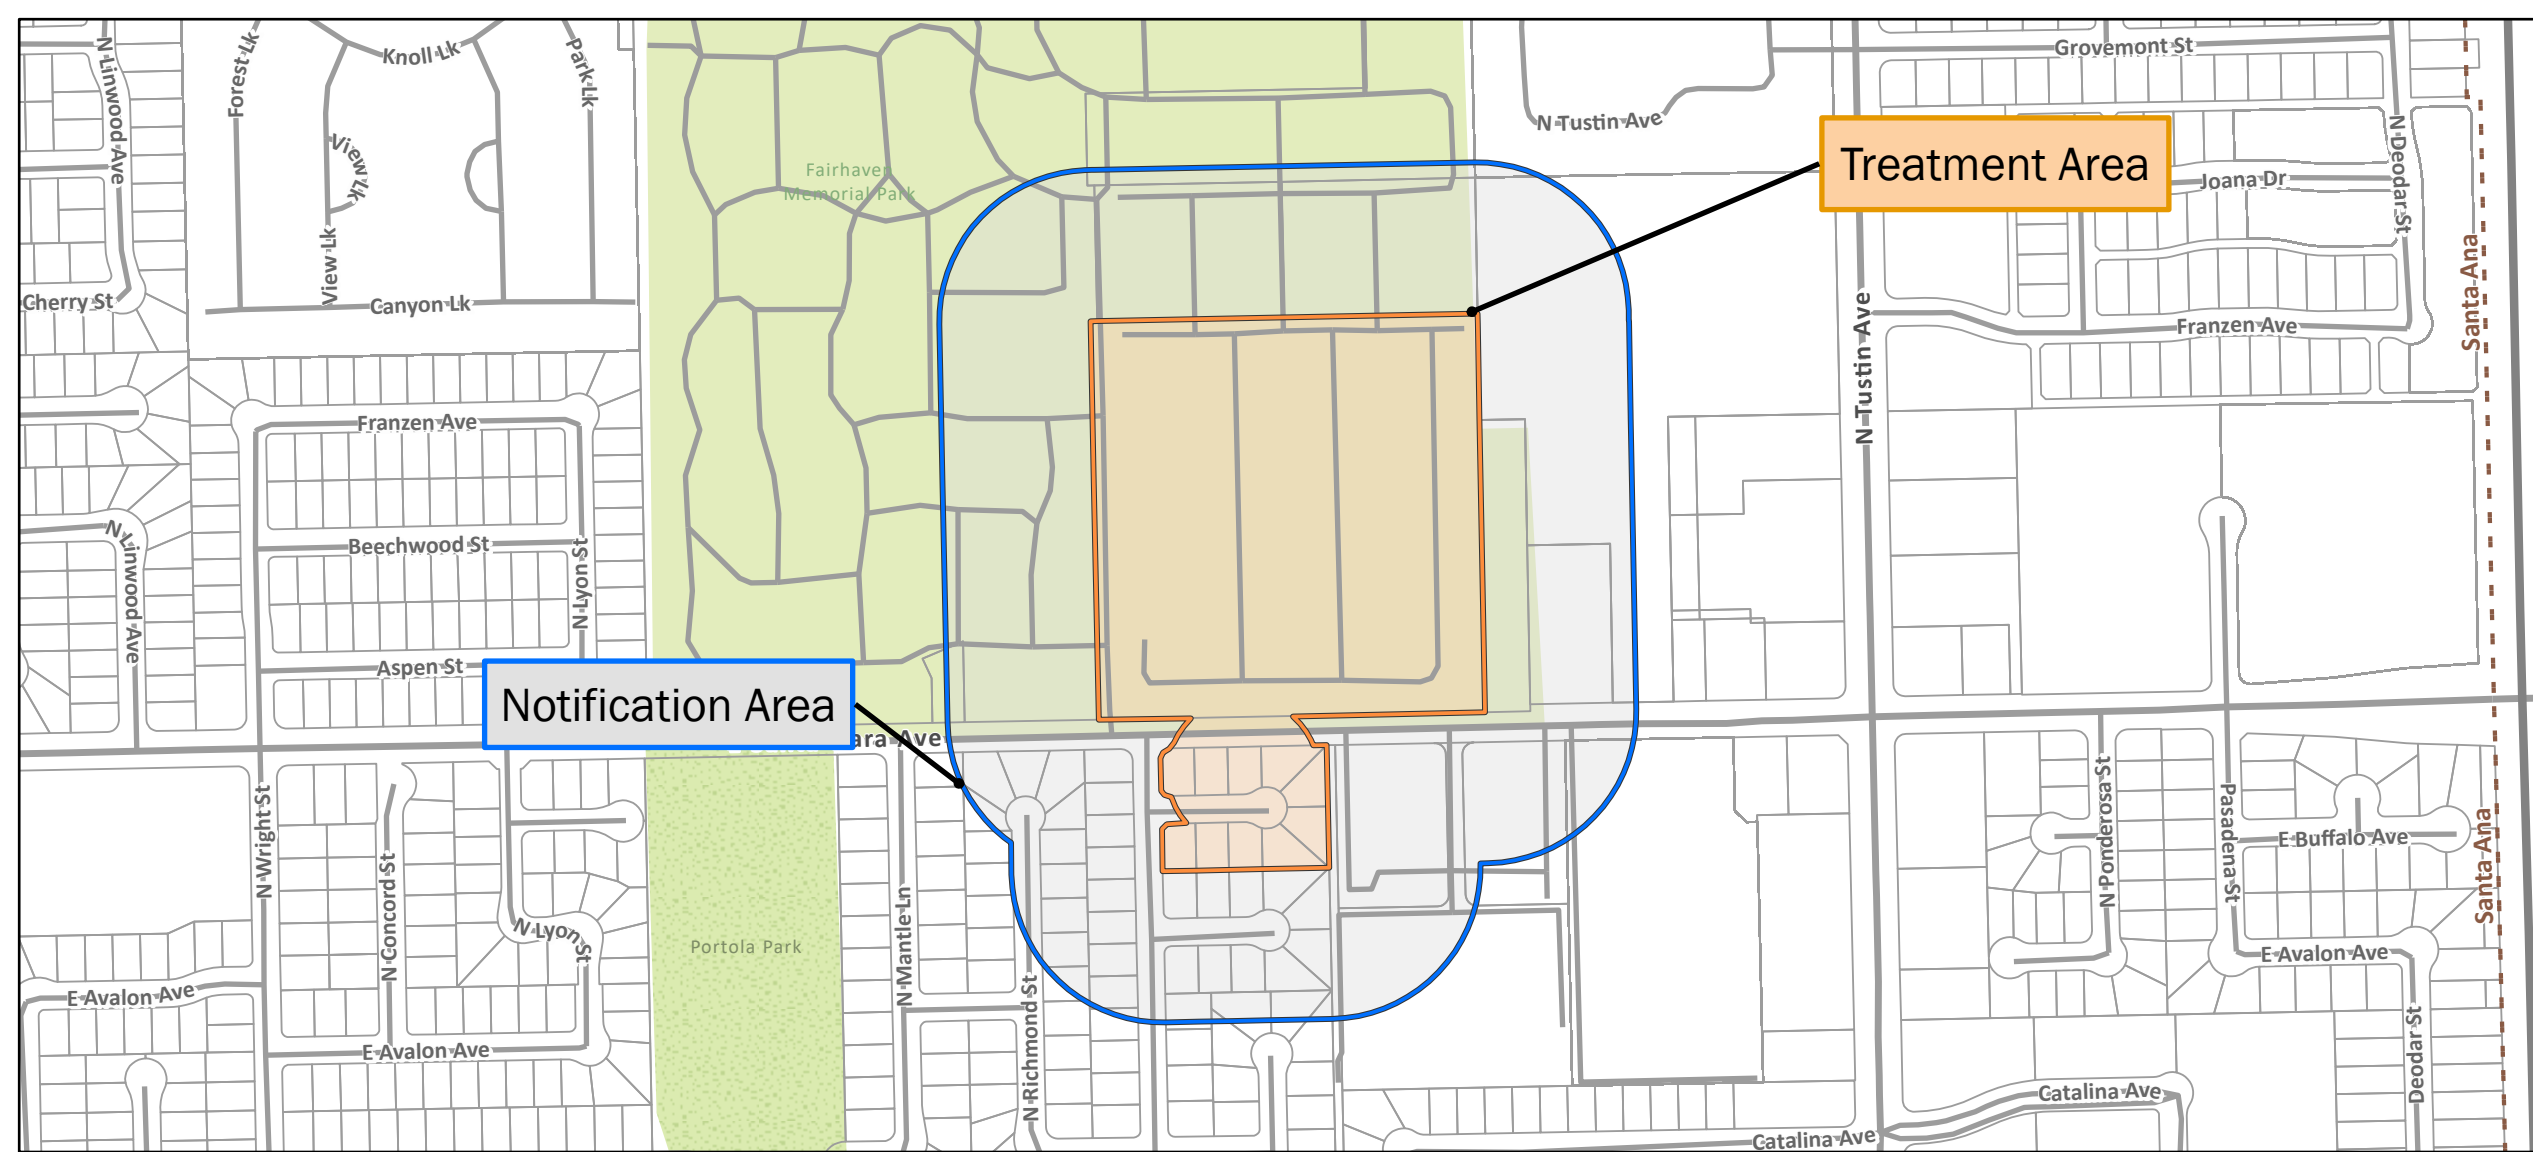 Knoll Lk
Forest Lk
Park Lk
N Linwood Ave
View Lk
View Lk
Cherry St
Canyon Lk
Fairhaven
Memorial Park
N Tustin Ave
Grovemont St
Treatment Area
Joana Dr
N Deodar St
Santa Ana
N Tustin Ave
Franzen Ave
Franzen Ave
Beechwood St
N Lyon St
N Linwood Ave
Aspen St
Notification Area
ara Ave
N Wright St
N Concord St
N Lyon St
Portola Park
N Mantle Ln
N Richmond St
E Avalon Ave
E Avalon Ave
N Ponderosa St
Pasadena St
E Buffalo Ave
Santa Ana
E Avalon Ave
Deodar St
Catalina Ave
Catalina Ave